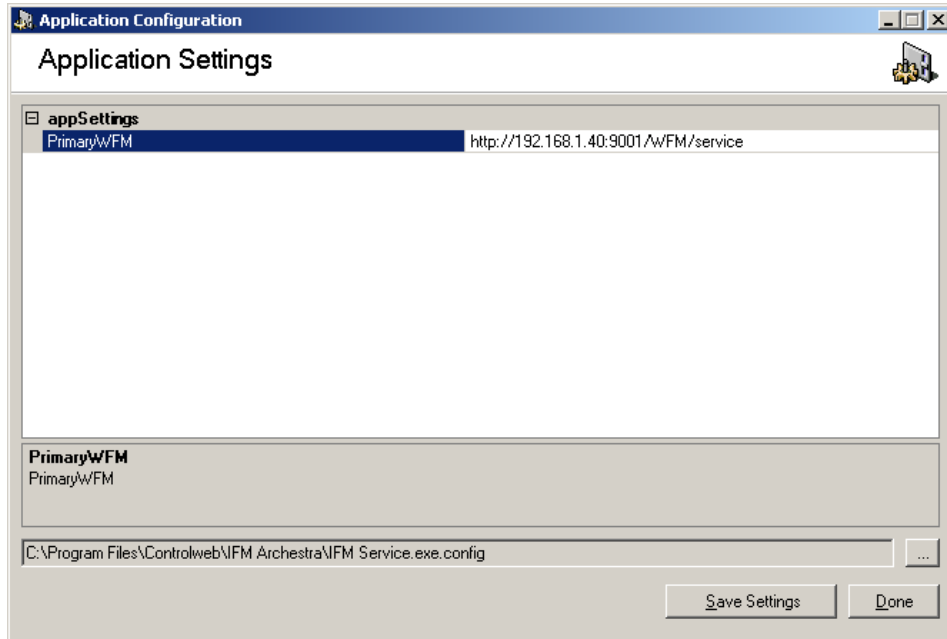 Application Configuration
Application Settings
appSettings
PrimaryWFM http://192.168.1.40:9001/WFM/service
PrimaryWFM
PrimaryWFM
C:\Program Files\Controlweb\IFM Archestra\IFM Service.exe.config ...
Save Settings Done